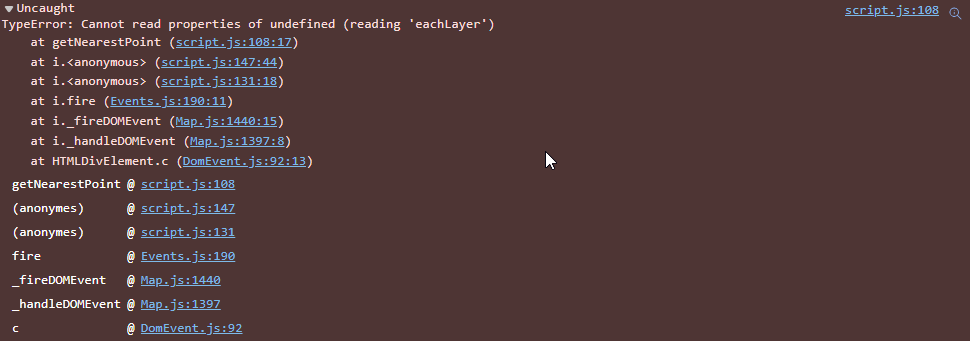 Uncaught script.js:108
TypeError: Cannot read properties of undefined (reading 'eachLayer')
at getNearestPoint (script.js:108:17)
at i.<anonymous> (script.js:147:44)
at i.<anonymous> (script.js:131:18)
at i.fire (Events.js:190:11)
at i._fireDOMEvent (Map.js:1440:15)
at i._handleDOMEvent (Map.js:1397:8)
at HTMLDivElement.c (DomEvent.js:92:13)
getNearestPoint @ script.js:108
(anonymes) @ script.js:147
(anonymes) @ script.js:131
fire @ Events.js:190
_fireDOMEvent @ Map.js:1440
_handleDOMEvent @ Map.js:1397
c @ DomEvent.js:92